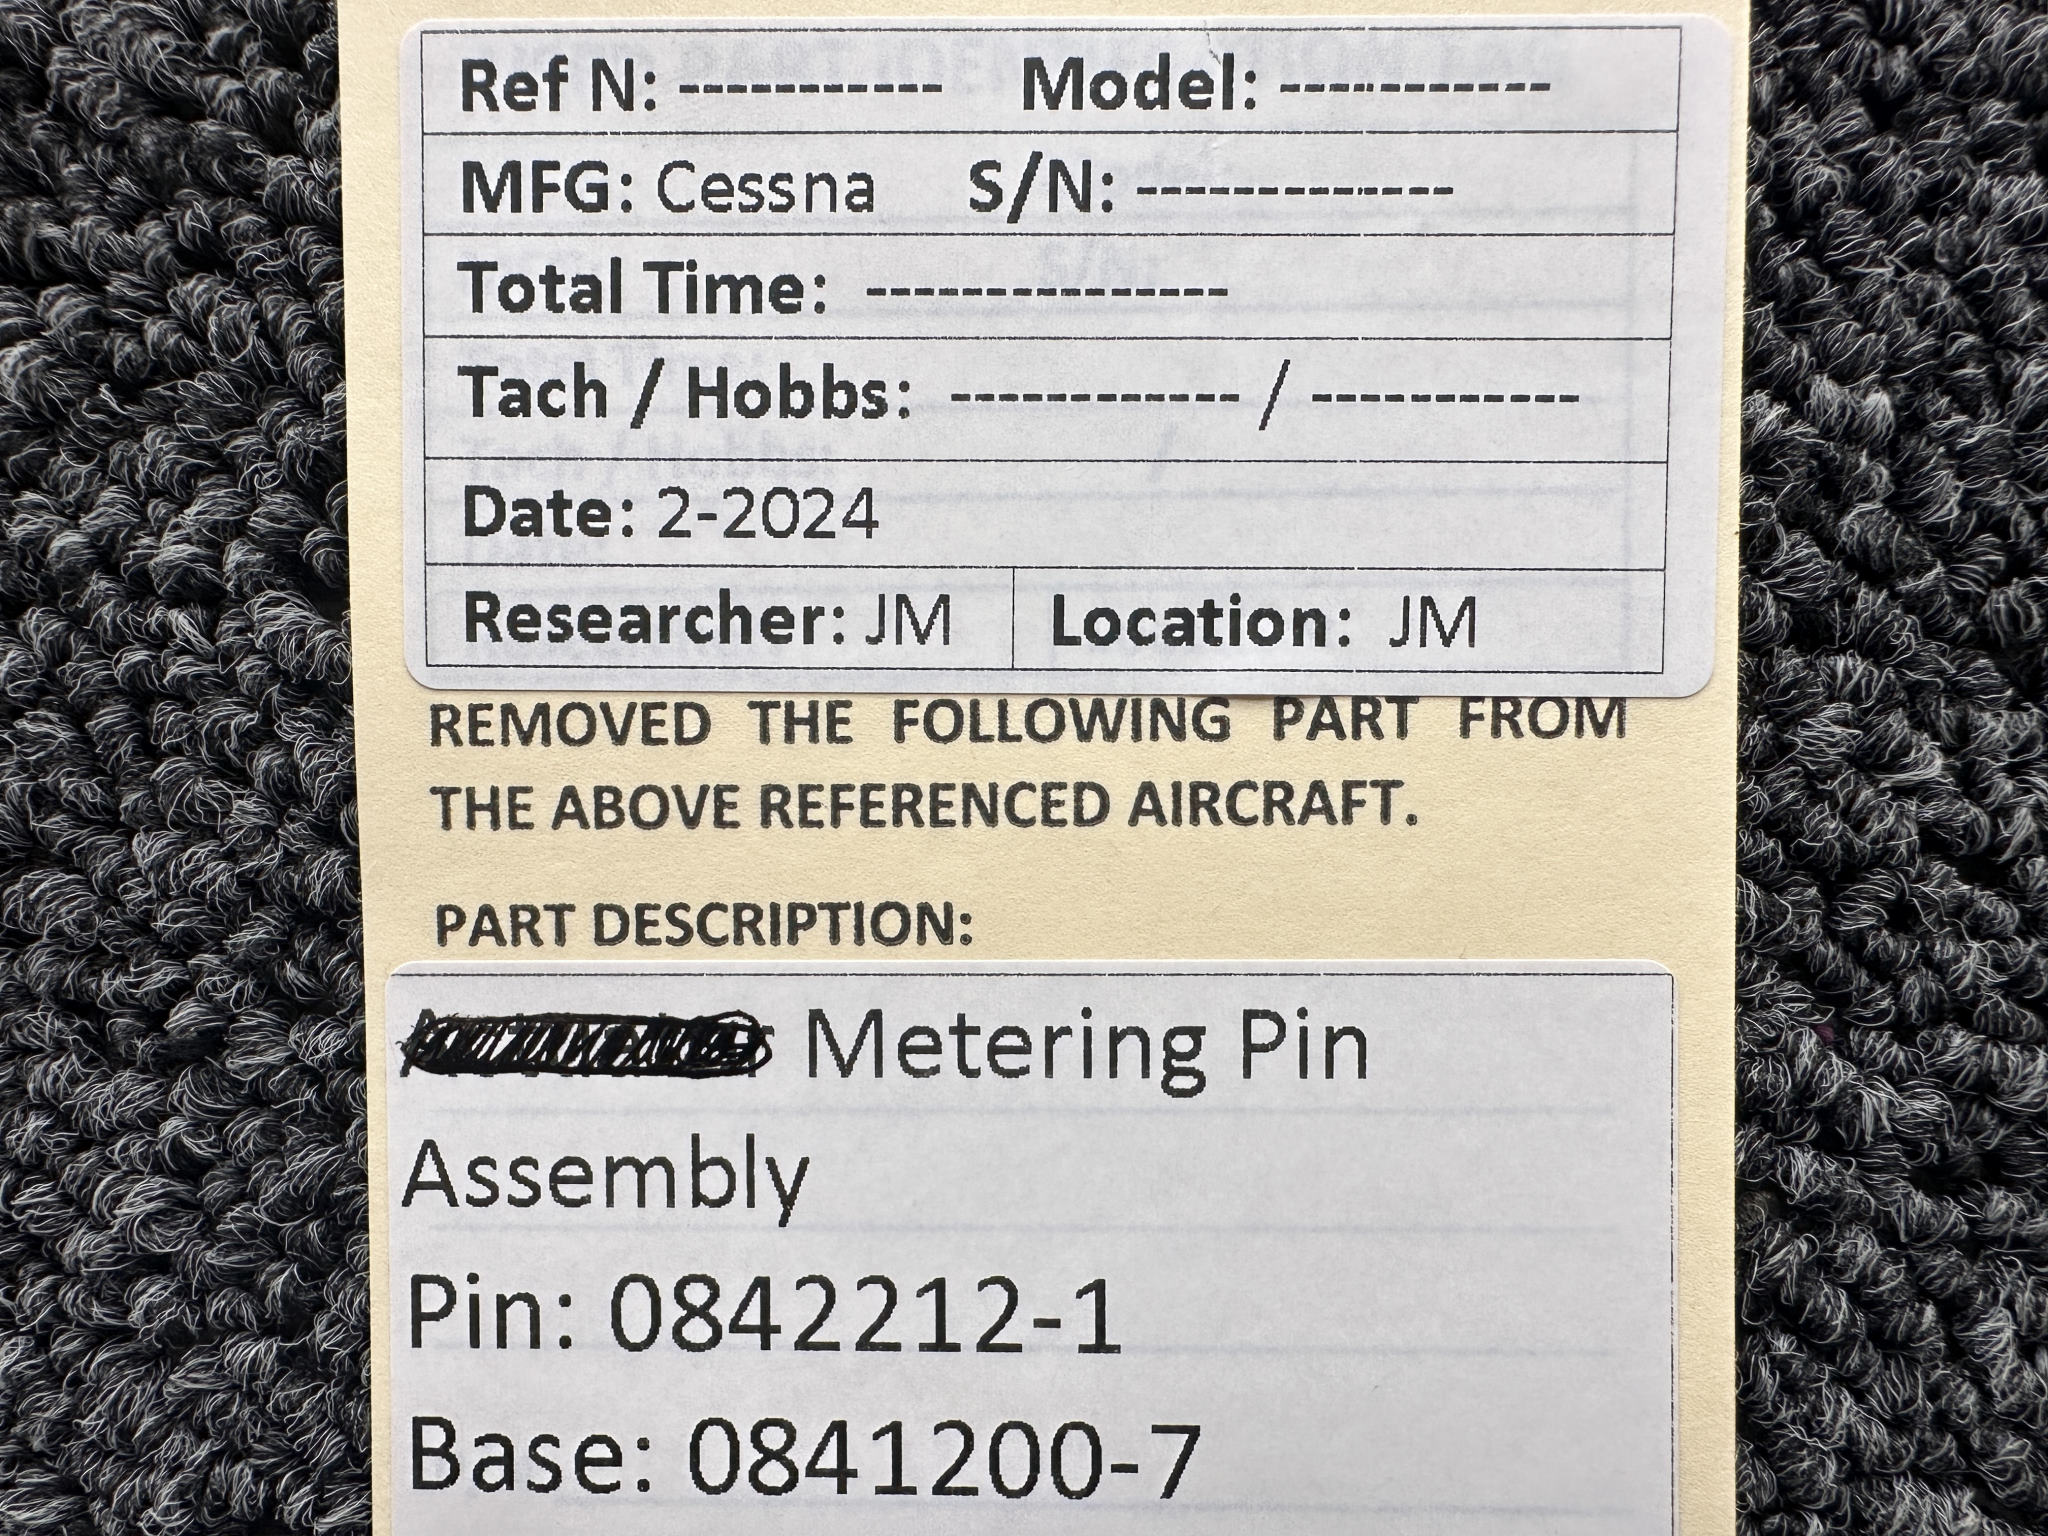 Ref N: ----------- Model: -----------
MFG: Cessna S/N: -------------
Total Time: ---------------
Tach / Hobbs: ------------ / -----------
Date: 2-2024
Researcher: JM Location: JM
REMOVED THE FOLLOWING PART FROM
THE ABOVE REFERENCED AIRCRAFT.
PART DESCRIPTION:
Metering Pin
Assembly
Pin: 0842212-1
Base: 0841200-7